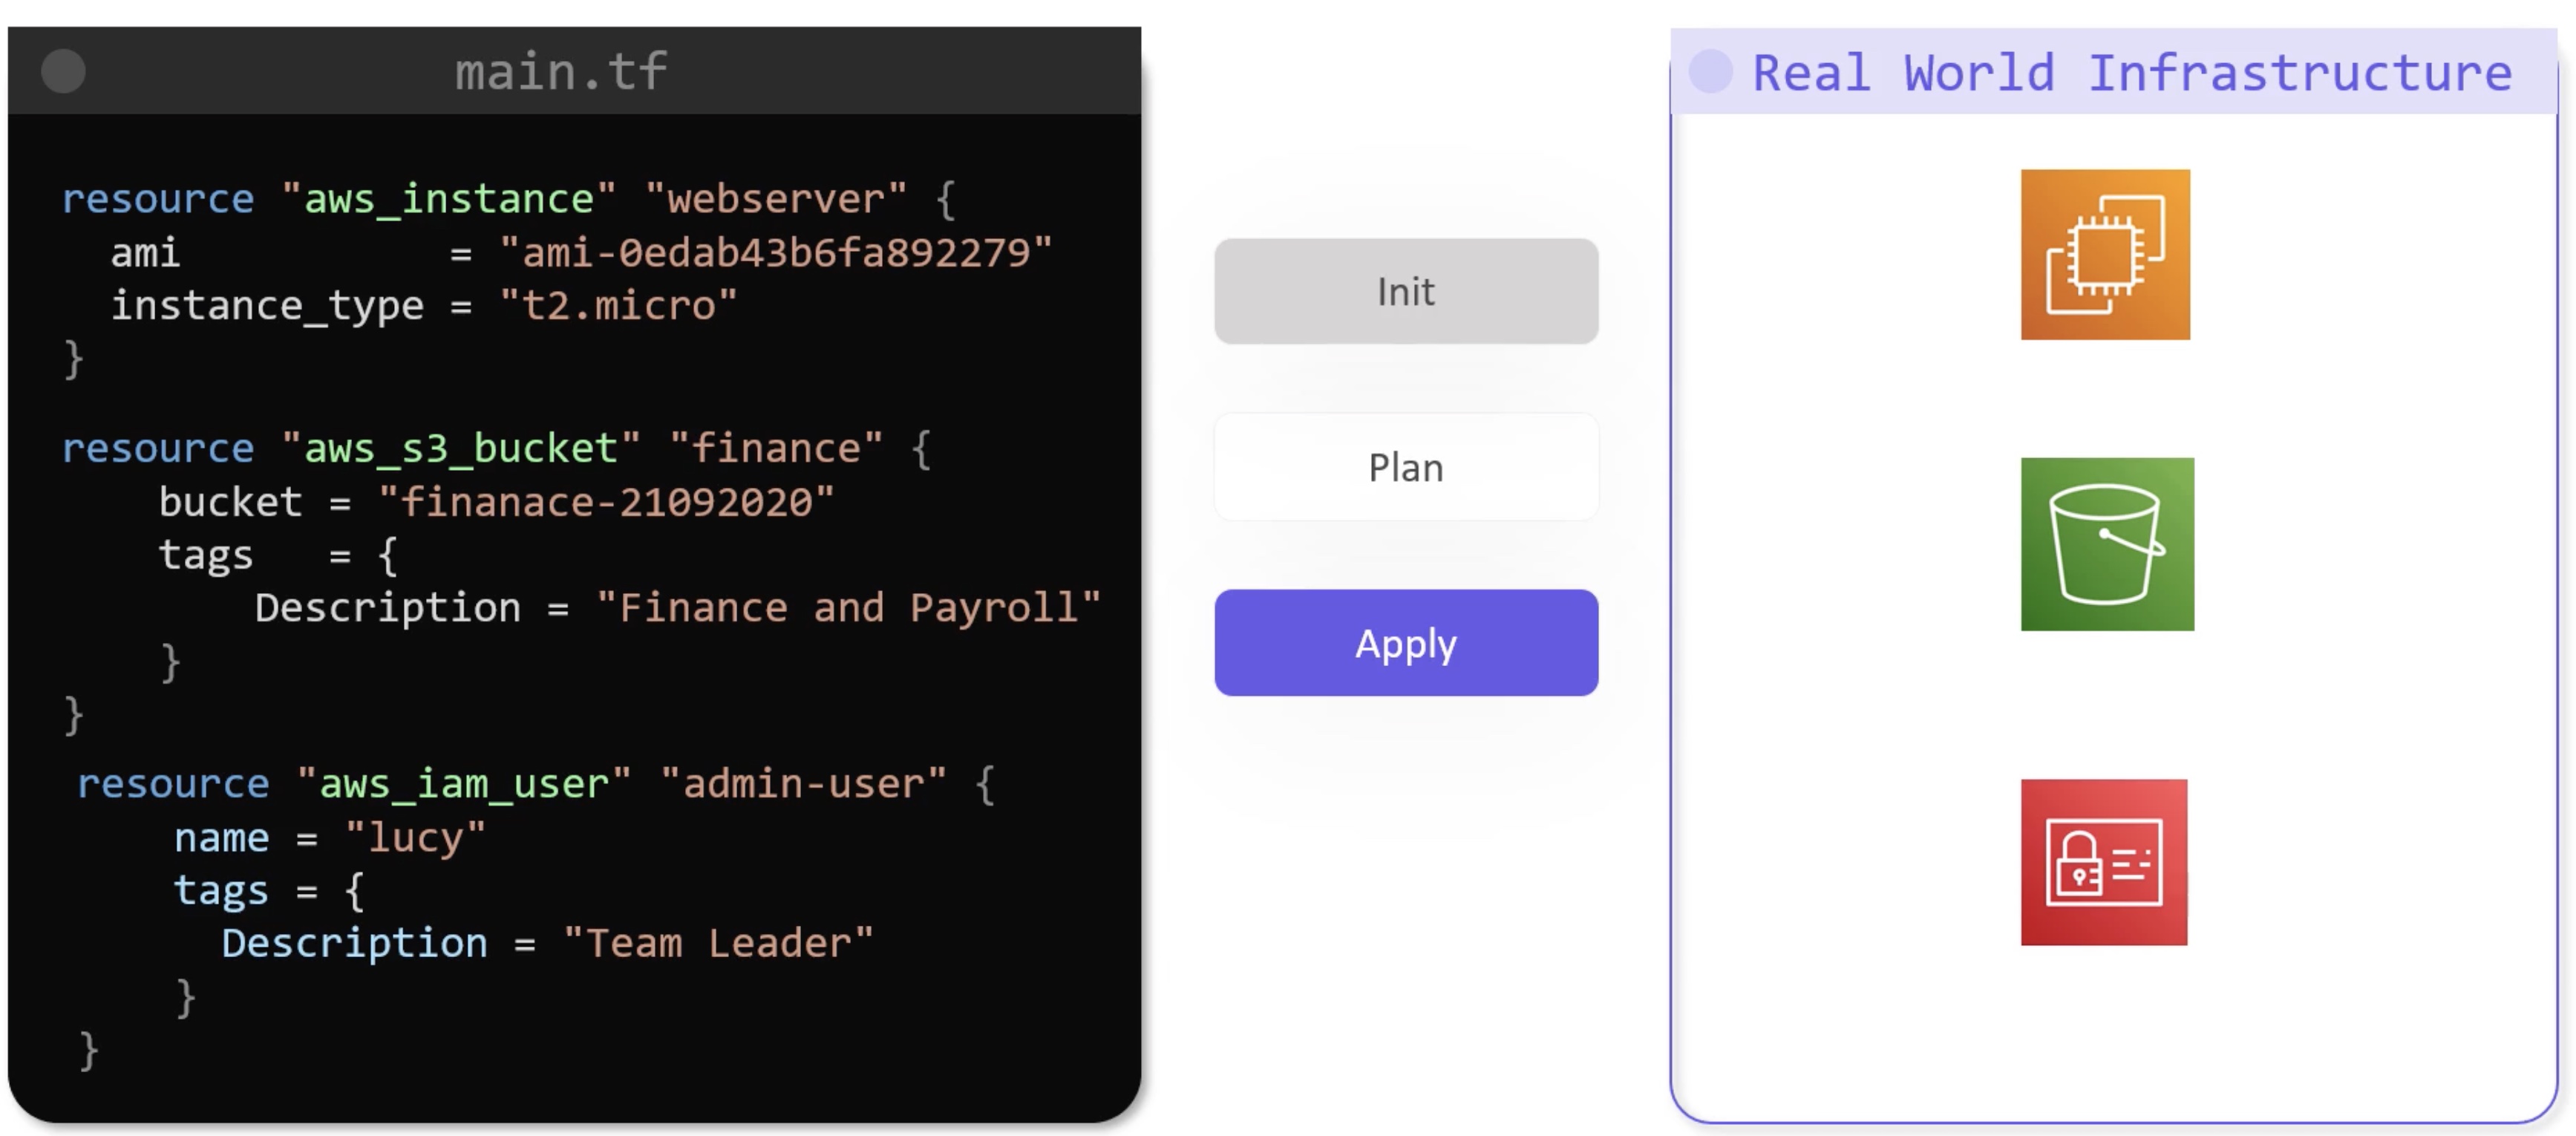 main.tf
resource "aws_instance" "webserver" {
  ami           = "ami-0edab43b6fa892279"
  instance_type = "t2.micro"
}
resource "aws_s3_bucket" "finance" {
    bucket = "finanace-21092020"
    tags   = {
        Description = "Finance and Payroll"
    }
}
resource "aws_iam_user" "admin-user" {
    name = "lucy"
    tags = {
      Description = "Team Leader"
    }
}
Init
Plan
Apply
Real World Infrastructure